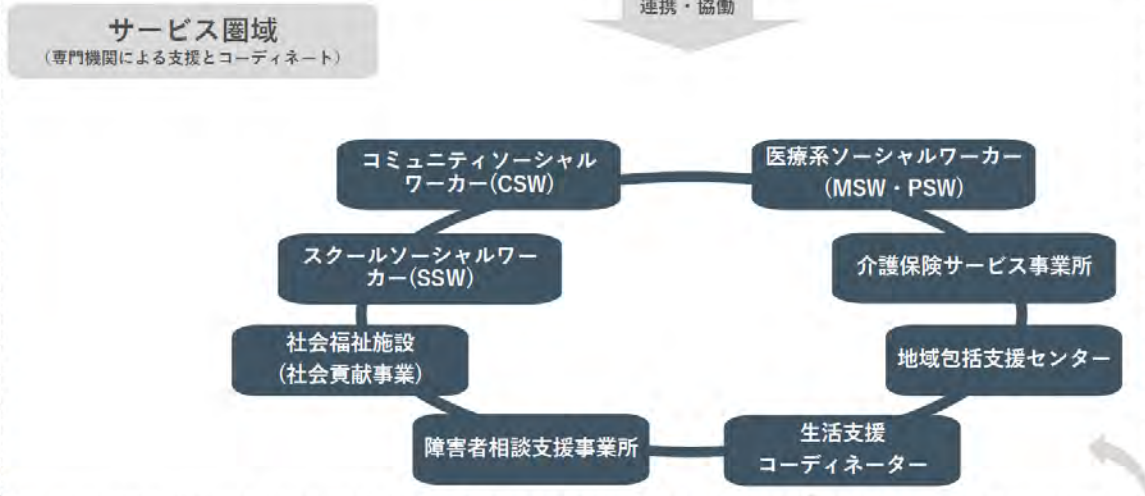 連携・協働
サービス圏域
(専門機関による支援とコーディネート)
コミュニティソーシャル
ワーカー(CSW)
医療系ソーシャルワーカー
(MSW・PSW)
スクールソーシャルワー
カー(SSW)
介護保険サービス事業所
社会福祉施設
(社会貢献事業)
地域包括支援センター
障害者相談支援事業所
生活支援
コーディネーター